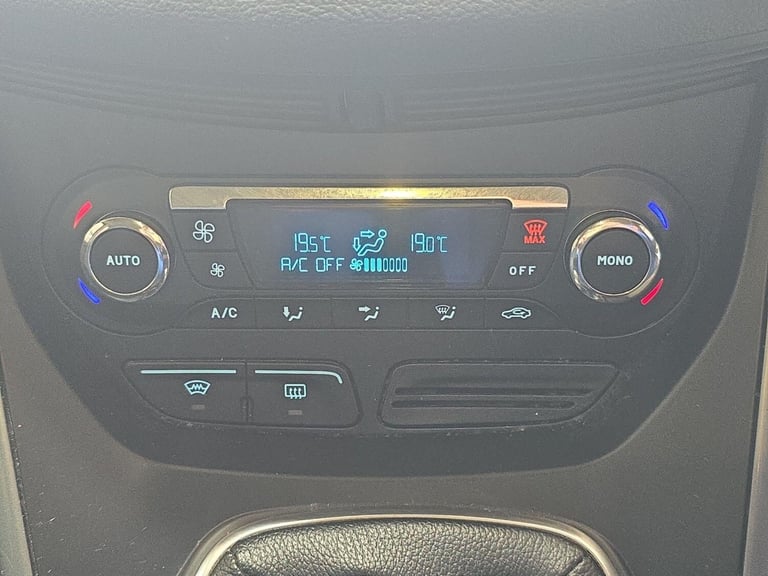 19.5°C 19.0°C
A/C OFF
MAX
AUTO
OFF
MONO
A/C